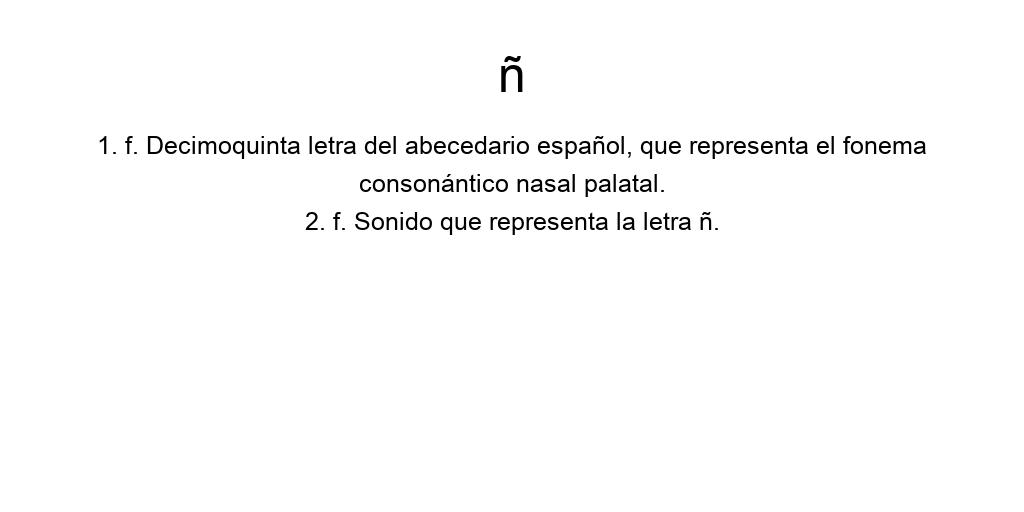 ñ
1. f. Decimoquinta letra del abecedario español, que representa el fonema
consonántico nasal palatal.
2. f. Sonido que representa la letra ñ.